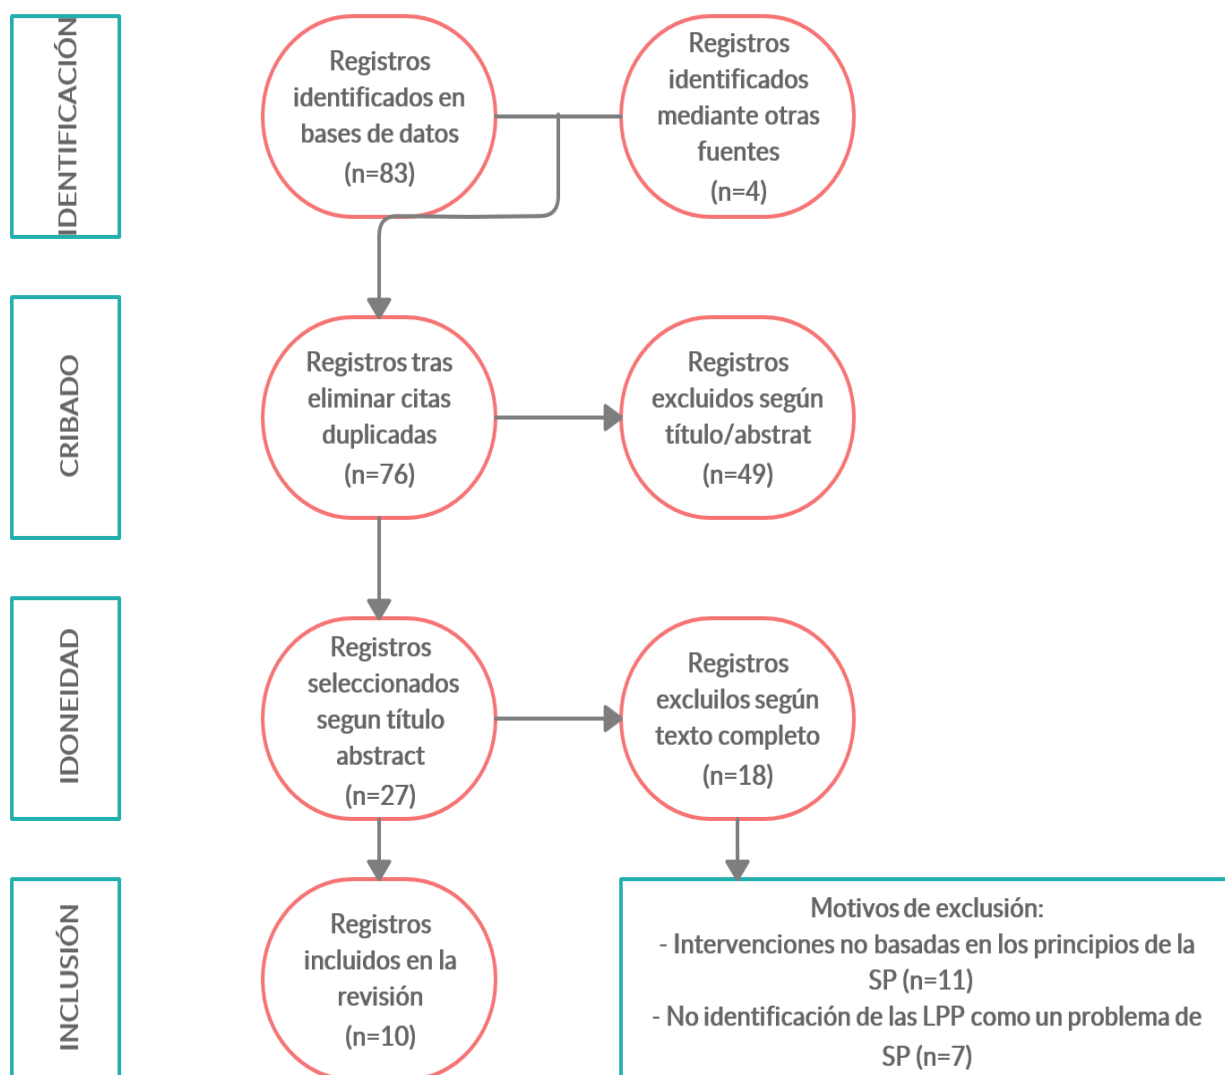 IDENTIFICACIÓN
Registros
identificados en
bases de datos
(n=83)
Registros
identificados
mediante otras
fuentes
(n=4)
CRIBADO
Registros tras
eliminar citas
duplicadas
(n=76)
Registros
excluidos según
título/abstrat
(n=49)
IDONEIDAD
Registros
seleccionados
segun título
abstract
(n=27)
Registros
excluilos según
texto completo
(n=18)
INCLUSIÓN
Registros
incluidos en la
revisión
(n=10)
Motivos de exclusión:
- Intervenciones no basadas en los principios de la
SP (n=11)
- No identificación de las LPP como un problema de
SP (n=7)